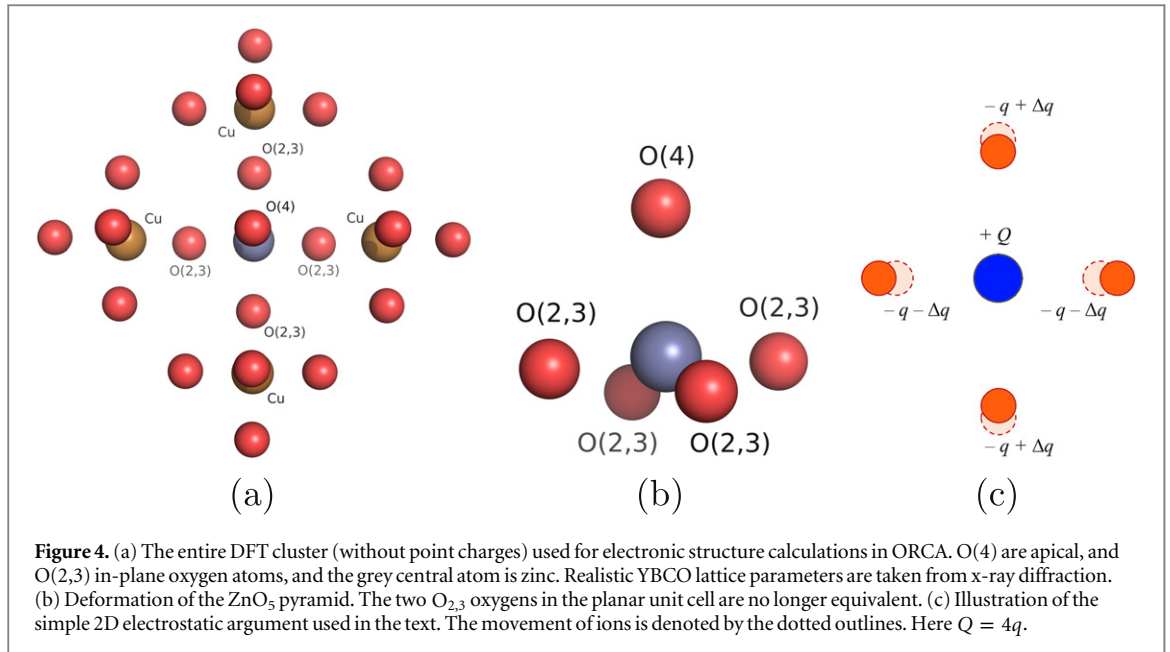 Cu
O(2,3)
O(2,3)
Cu
O(4)
Cu
O(2,3)
O(2,3)
Cu
(a)
O(4)
O(2,3)
O(2,3)
O(2,3)
O(2,3)
(b)
− q + Δq
+ Q
− q − Δq
− q − Δq
− q + Δq
(c)
Figure 4. (a) The entire DFT cluster (without point charges) used for electronic structure calculations in ORCA. O(4) are apical, and
O(2,3) in-plane oxygen atoms, and the grey central atom is zinc. Realistic YBCO lattice parameters are taken from x-ray diffraction.
(b) Deformation of the ZnO₅ pyramid. The two O₂,₃ oxygens in the planar unit cell are no longer equivalent. (c) Illustration of the
simple 2D electrostatic argument used in the text. The movement of ions is denoted by the dotted outlines. Here Q = 4q.